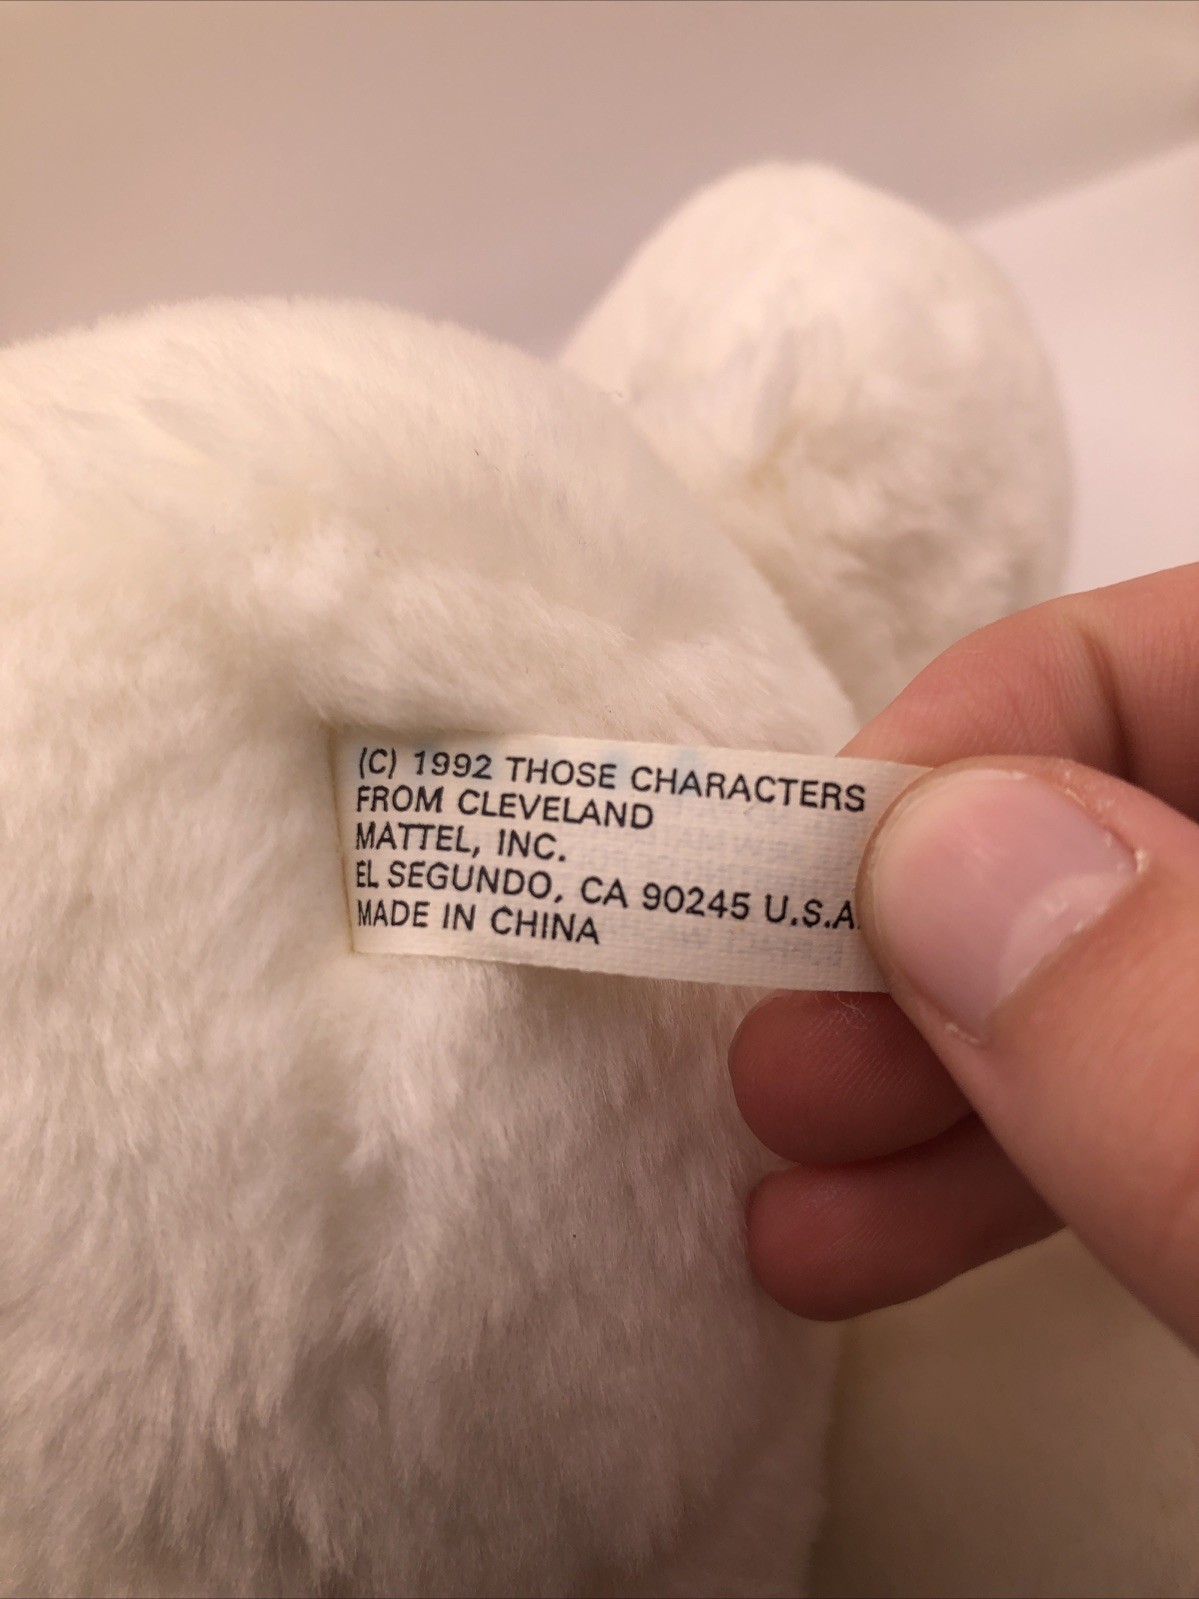 (C) 1992 THOSE CHARACTERS
FROM CLEVELAND
MATTEL, INC.
EL SEGUNDO, CA 90245 U.S.A.
MADE IN CHINA